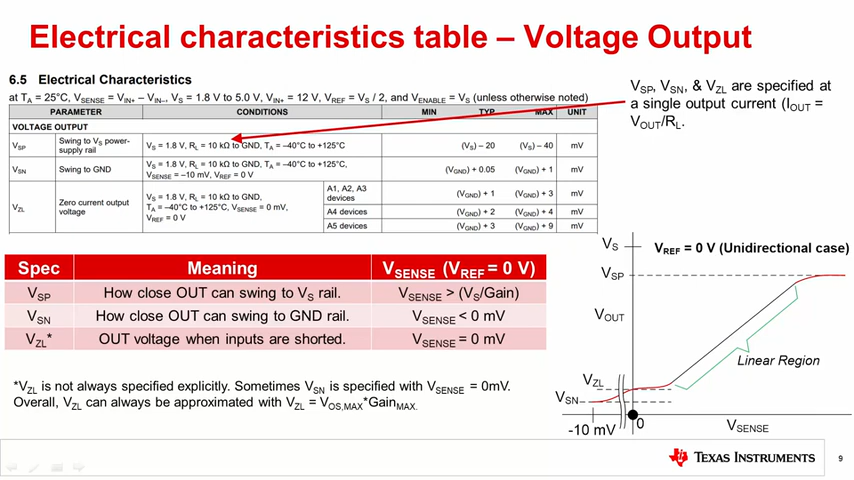 Electrical characteristics table – Voltage Output
6.5 Electrical Characteristics
at TA = 25°C, VSENSE = VIN+ – VIN–, VS = 1.8 V to 5.0 V, VIN+ = 12 V, VREF = VS / 2, and VENABLE = VS (unless otherwise noted)
PARAMETER CONDITIONS MIN TYP MAX UNIT
VOLTAGE OUTPUT
VSP Swing to VS power-supply rail VS = 1.8 V, RL = 10 kΩ to GND, TA = –40°C to +125°C (VS) – 20 (VS) – 40 mV
VSN Swing to GND VS = 1.8 V, RL = 10 kΩ to GND, TA = –40°C to +125°C, VSENSE = –10 mV, VREF = 0 V (VGND) + 0.05 (VGND) + 1 mV
VZL Zero current output voltage VS = 1.8 V, RL = 10 kΩ to GND, TA = –40°C to +125°C, VSENSE = 0 mV, VREF = 0 V A1, A2, A3 devices (VGND) + 1 (VGND) + 3 mV
A4 devices (VGND) + 2 (VGND) + 4 mV
A5 devices (VGND) + 3 (VGND) + 9 mV
VSP, VSN, & VZL are specified at
a single output current (IOUT =
VOUT/RL.
Spec Meaning VSENSE (VREF = 0 V)
VSP How close OUT can swing to VS rail. VSENSE > (VS/Gain)
VSN How close OUT can swing to GND rail. VSENSE < 0 mV
VZL* OUT voltage when inputs are shorted. VSENSE = 0 mV
*VZL is not always specified explicitly. Sometimes VSN is specified with VSENSE = 0mV.
Overall, VZL can always be approximated with VZL = VOS,MAX*GainMAX.
VS
VREF = 0 V (Unidirectional case)
VSP
VOUT
Linear Region
VZL
VSN
-10 mV
0
VSENSE
TEXAS INSTRUMENTS
9